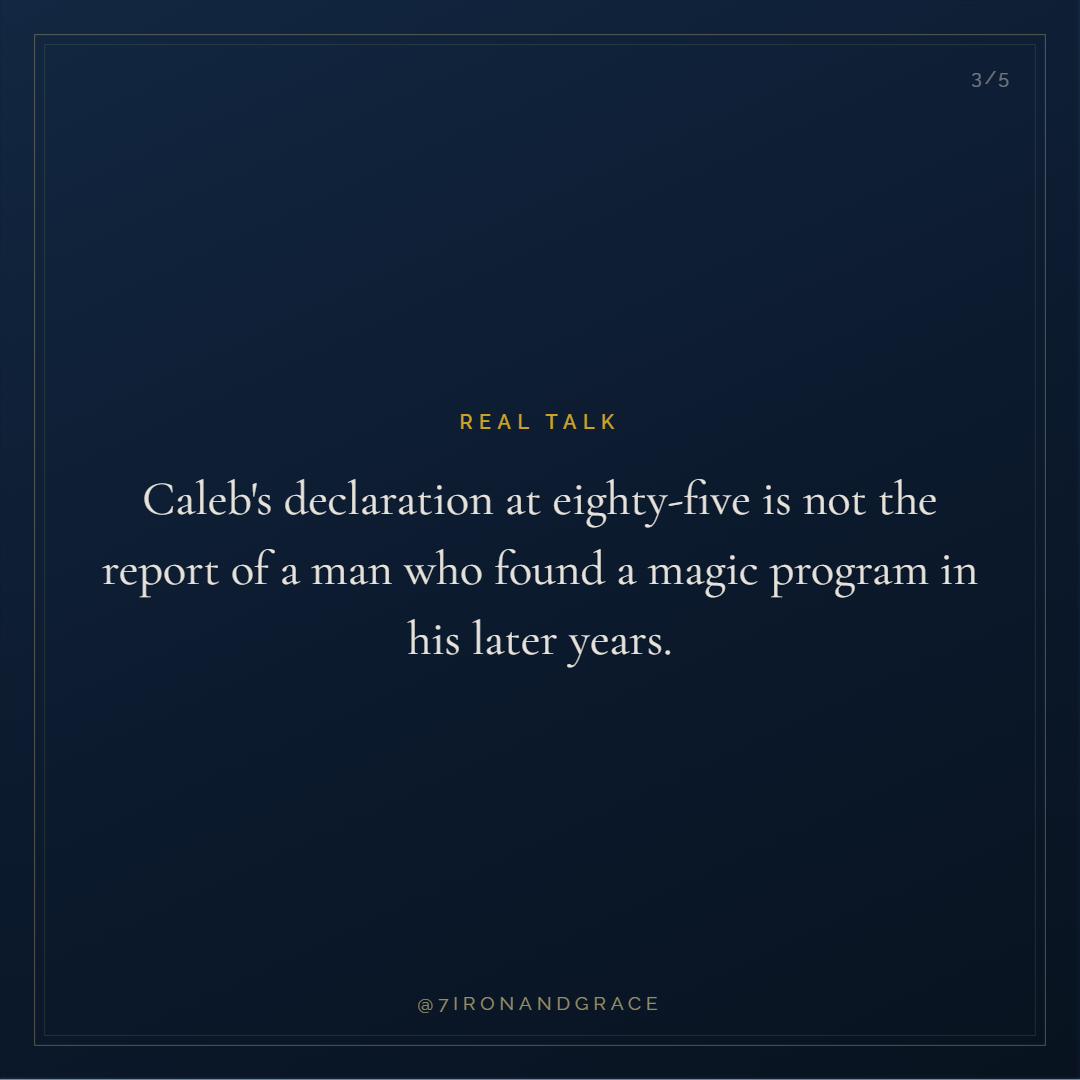 3/5
REAL TALK
Caleb's declaration at eighty-five is not the
report of a man who found a magic program in
his later years.
@7IRONANDGRACE